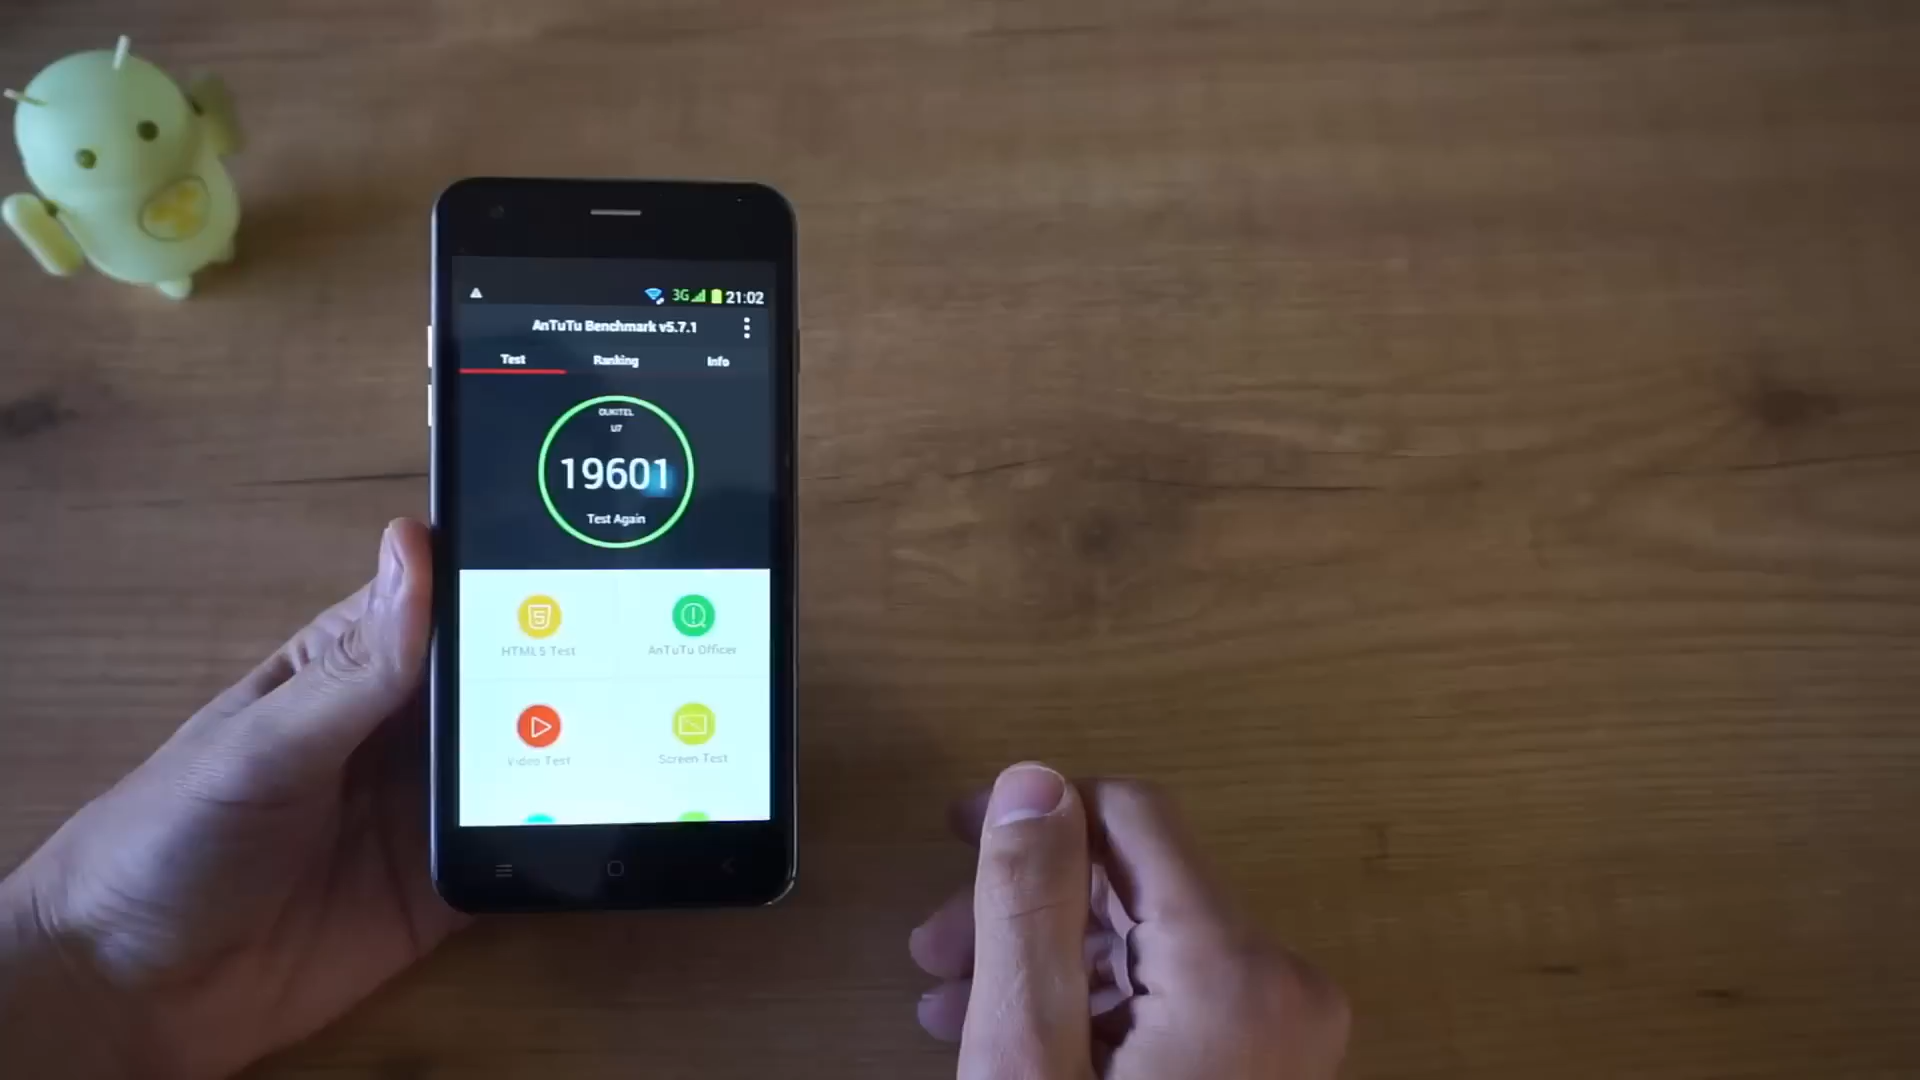 3G 21:02
AnTuTu Benchmark v5.7.1
Test Ranking Info
OUKITEL
U7
19601
Test Again
HTML5 Test AnTuTu Officer
Video Test Screen Test